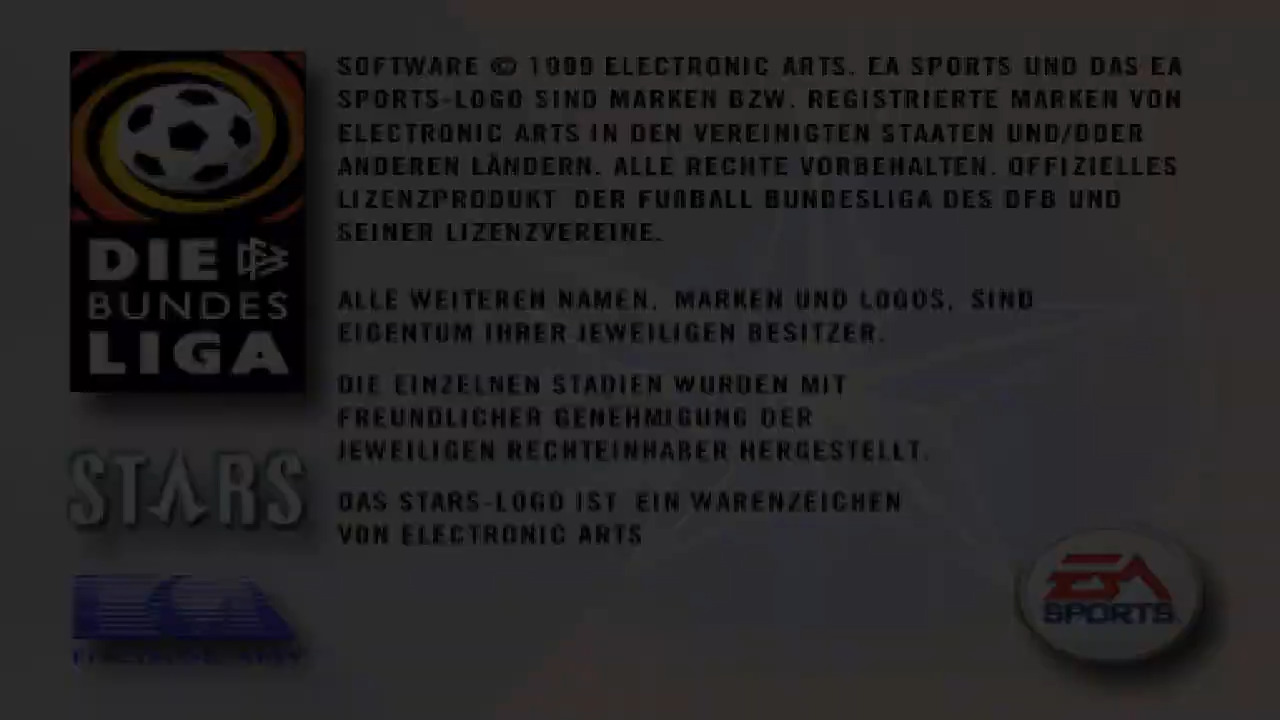 SOFTWARE © 1999 ELECTRONIC ARTS. EA SPORTS UND DAS EA
SPORTS-LOGO SIND MARKEN BZW. REGISTRIERTE MARKEN VON
ELECTRONIC ARTS IN DEN VEREINIGTEN STAATEN UND/ODER
ANDEREN LÄNDERN. ALLE RECHTE VORBEHALTEN. OFFIZIELLES
LIZENZPRODUKT DER FUßBALL BUNDESLIGA DES DFB UND
SEINER LIZENZVEREINE.
ALLE WEITEREN NAMEN, MARKEN UND LOGOS, SIND
EIGENTUM IHRER JEWEILIGEN BESITZER.
DIE EINZELNEN STADIEN WURDEN MIT
FREUNDLICHER GENEHMIGUNG DER
JEWEILIGEN RECHTEINHABER HERGESTELLT.
DAS STARS-LOGO IST EIN WARENZEICHEN
VON ELECTRONIC ARTS
DIE DFB
BUNDES
LIGA
STARS
EA
ELECTRONIC ARTS
EA
SPORTS